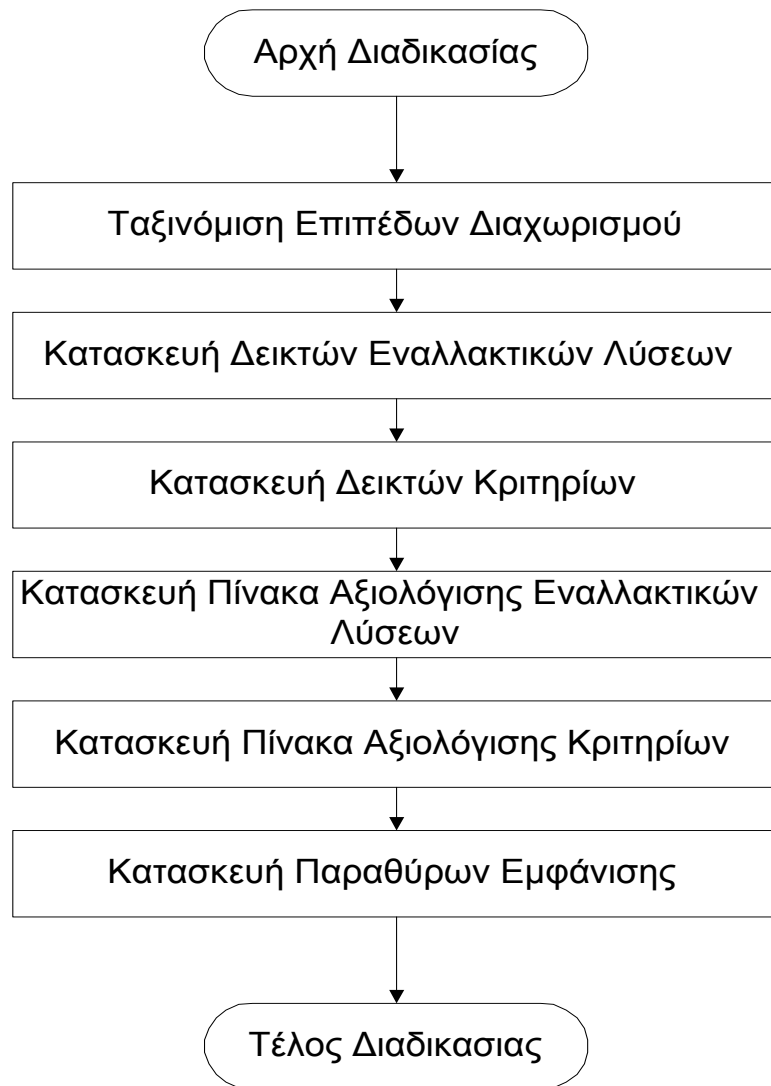 Αρχή Διαδικασίας
Ταξινόμιση Επιπέδων Διαχωρισμού
Κατασκευή Δεικτών Εναλλακτικών Λύσεων
Κατασκευή Δεικτών Κριτηρίων
Κατασκευή Πίνακα Αξιολόγισης Εναλλακτικών
Λύσεων
Κατασκευή Πίνακα Αξιολόγισης Κριτηρίων
Κατασκευή Παραθύρων Εμφάνισης
Τέλος Διαδικασιας